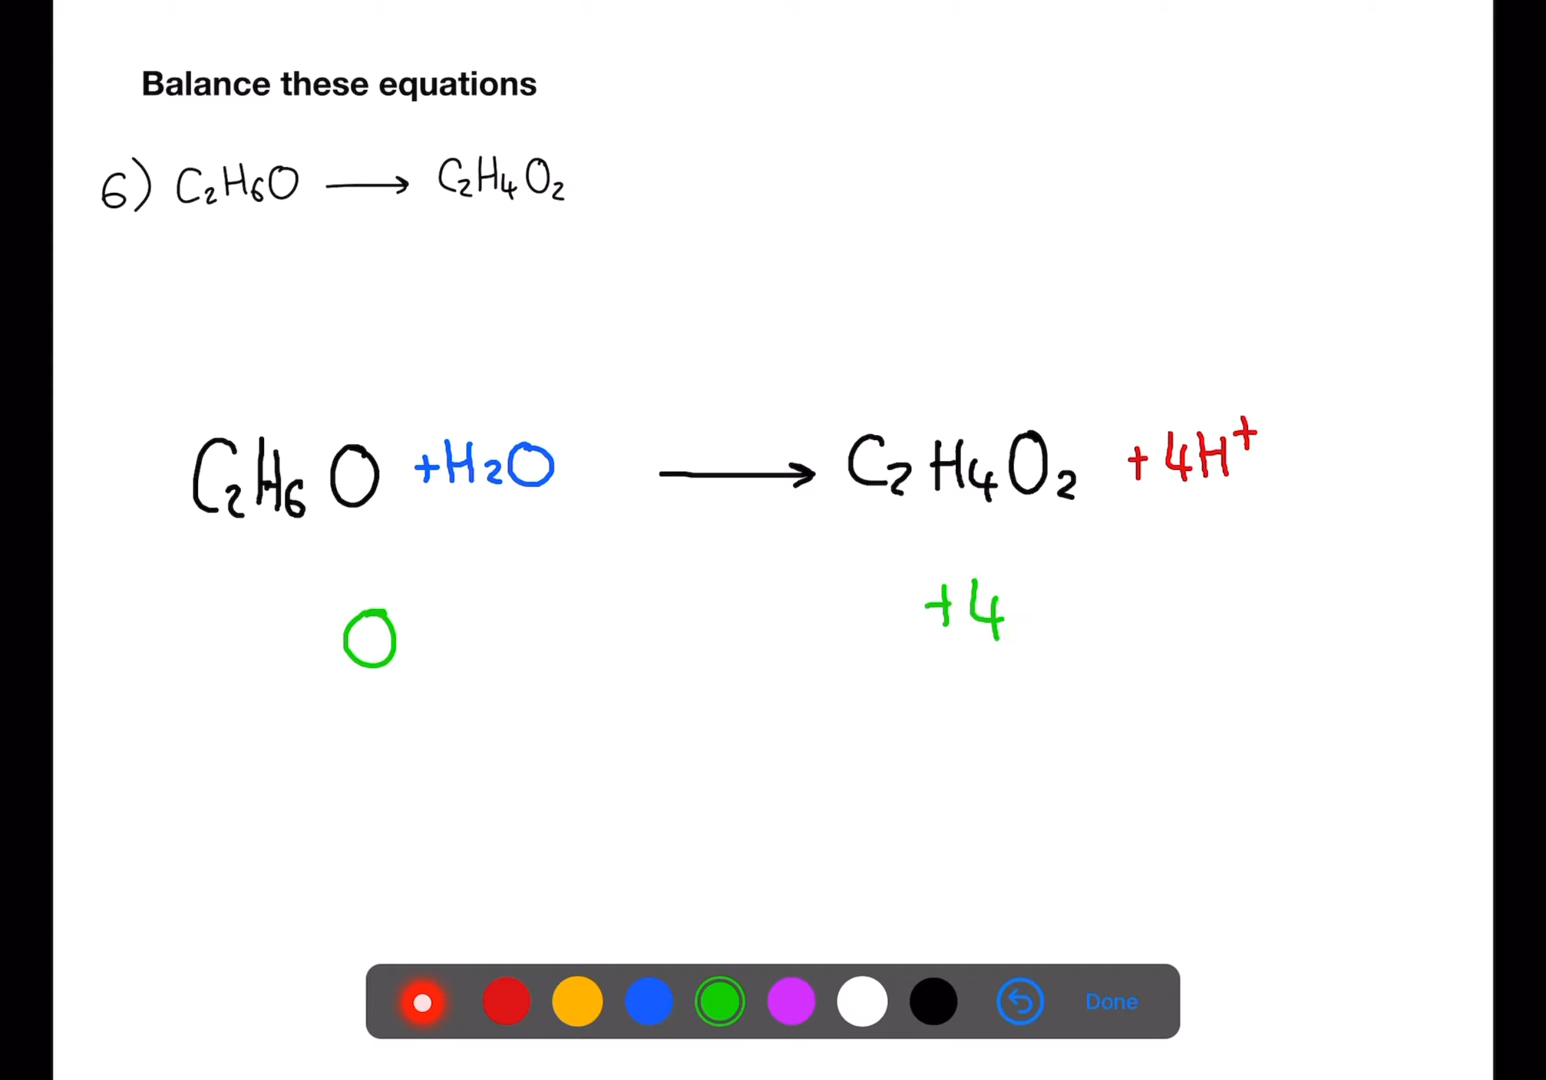 Balance these equations
6) C₂H₆O ⟶ C₂H₄O₂
C₂H₆O + H₂O ⟶ C₂H₄O₂ + 4H⁺
0 +4
Done